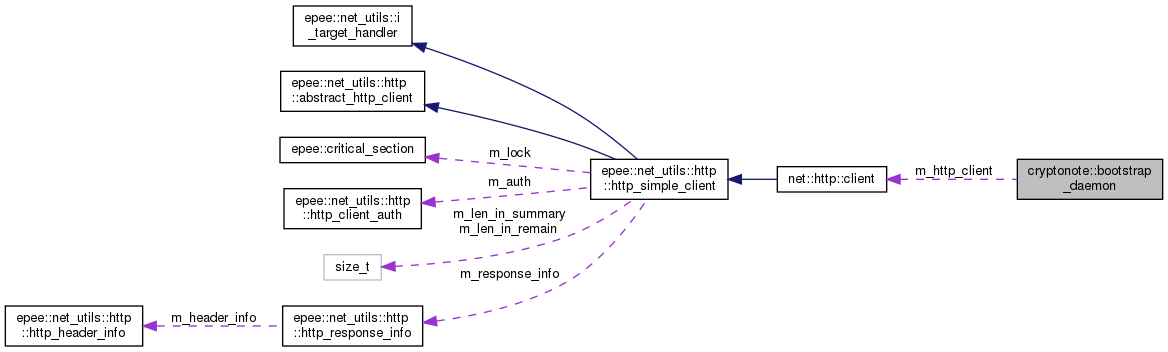 epee::net_utils::i
_target_handler
epee::net_utils::http
::abstract_http_client
epee::critical_section
m_lock
epee::net_utils::http
::http_simple_client
net::http::client
m_http_client
cryptonote::bootstrap
_daemon
m_auth
epee::net_utils::http
::http_client_auth
m_len_in_summary
m_len_in_remain
size_t
m_response_info
epee::net_utils::http
::http_header_info
m_header_info
epee::net_utils::http
::http_response_info